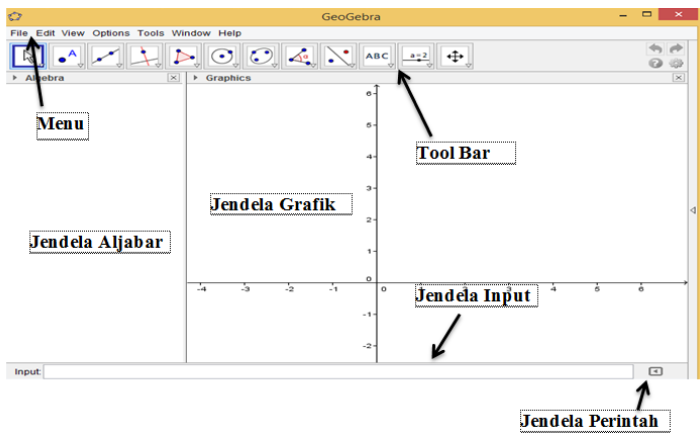 GeoGebra
File Edit View Options Tools Window Help
ABC
a=2
Algebra
Graphics
Menu
Tool Bar
Jendela Grafik
Jendela Aljabar
Jendela Input
6
5
4
3
2
1
0
-1
-2
-4 -3 -2 -1 0 1 2 3 4 5 6
Input:
Jendela Perintah